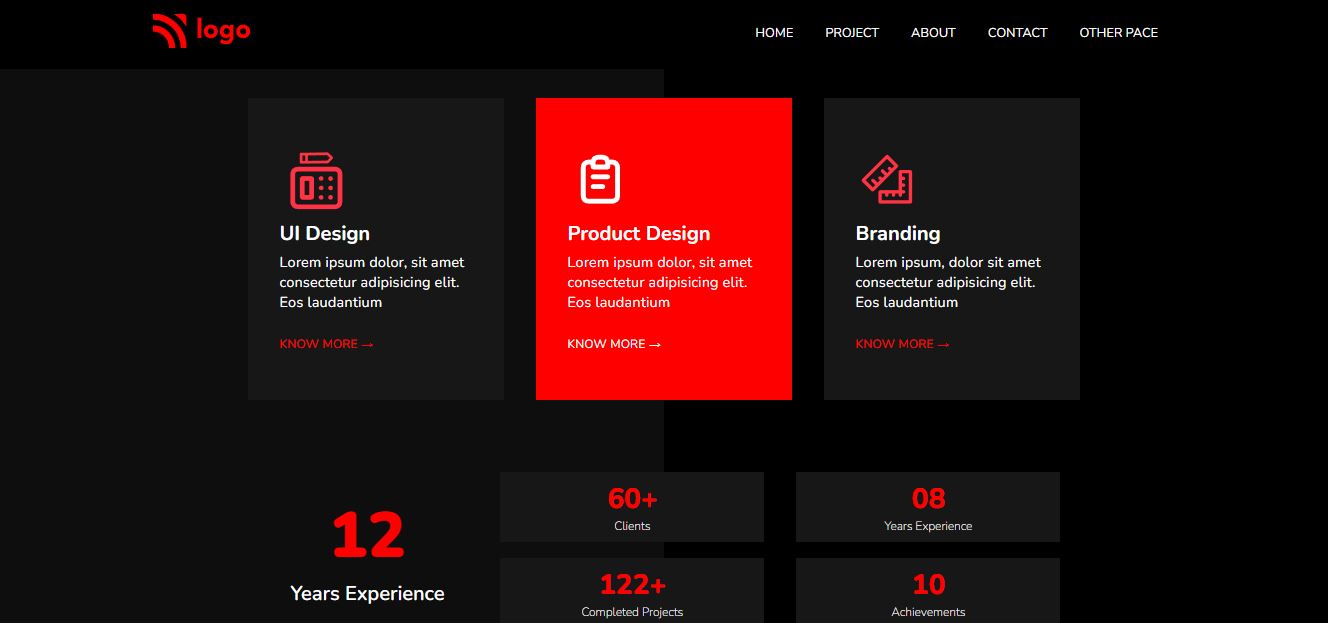 logo
HOME PROJECT ABOUT CONTACT OTHER PACE
UI Design
Lorem ipsum dolor, sit amet
consectetur adipisicing elit.
Eos laudantium
KNOW MORE →
Product Design
Lorem ipsum dolor, sit amet
consectetur adipisicing elit.
Eos laudantium
KNOW MORE →
Branding
Lorem ipsum, dolor sit amet
consectetur adipisicing elit.
Eos laudantium
KNOW MORE →
12
Years Experience
60+
Clients
08
Years Experience
122+
Completed Projects
10
Achievements